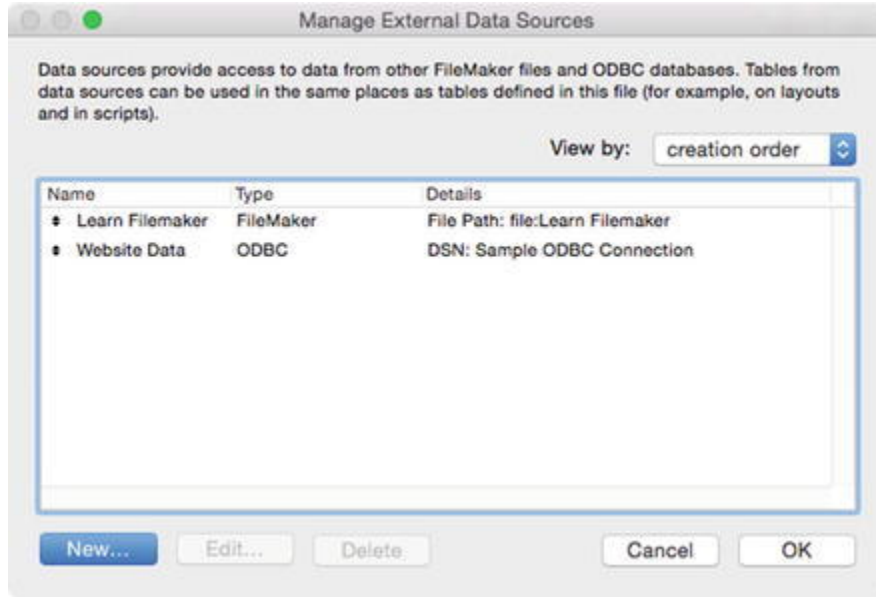 Manage External Data Sources
Data sources provide access to data from other FileMaker files and ODBC databases. Tables from
data sources can be used in the same places as tables defined in this file (for example, on layouts
and in scripts).
View by: creation order
Name Type Details
Learn Filemaker FileMaker File Path: file:Learn Filemaker
Website Data ODBC DSN: Sample ODBC Connection
New... Edit... Delete Cancel OK